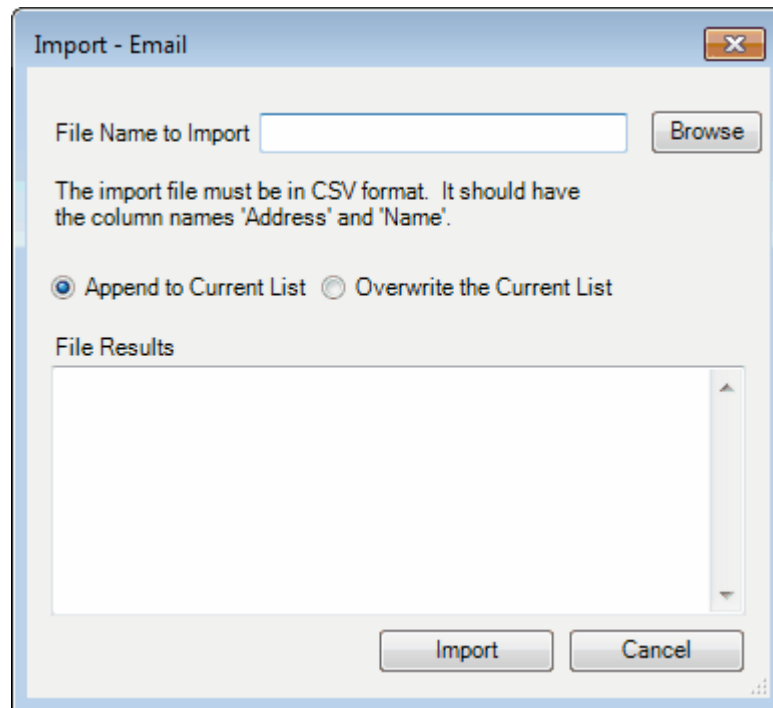 Import - Email
File Name to Import
Browse
The import file must be in CSV format.  It should have
the column names 'Address' and 'Name'.
Append to Current List
Overwrite the Current List
File Results
Import
Cancel